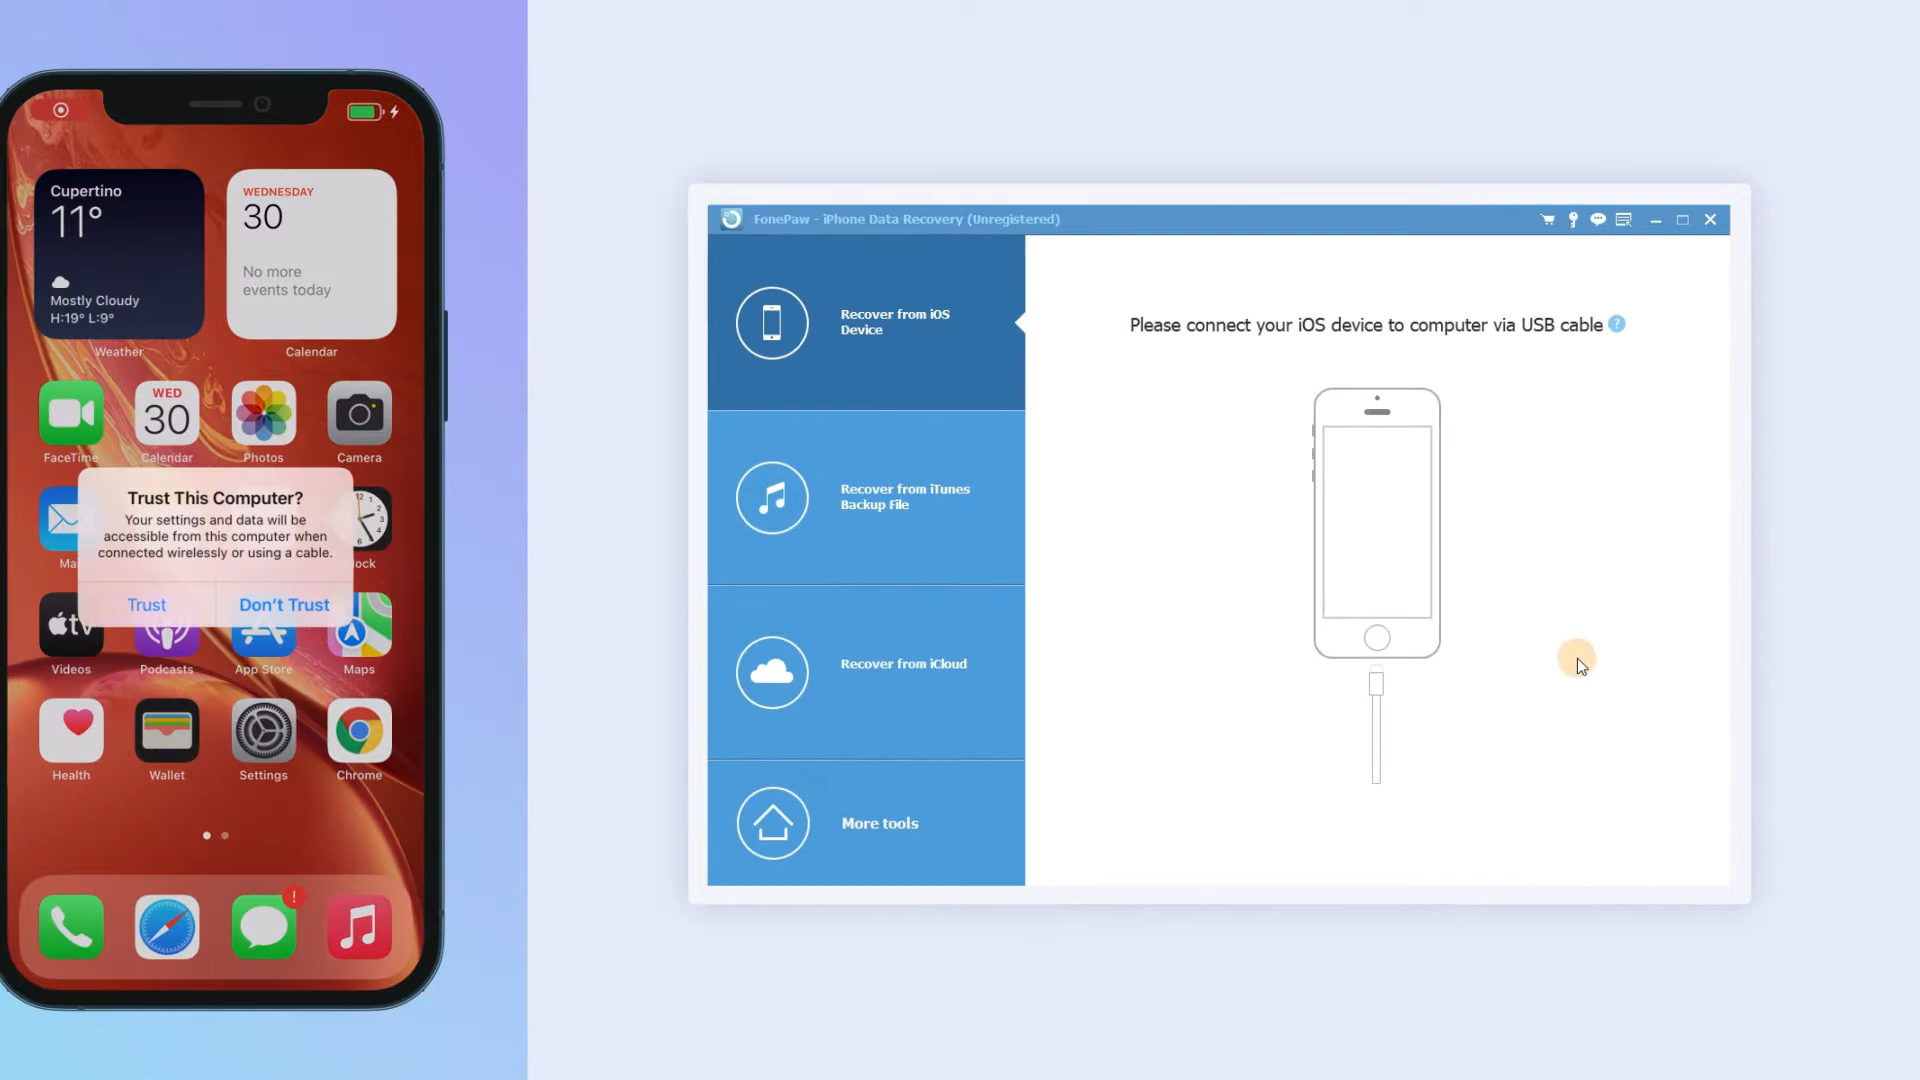 Cupertino
11°
Mostly Cloudy
H:19° L:9°
Weather
WEDNESDAY
30
No more
events today
Calendar
WED
30
FaceTime
Calendar
Photos
Camera
Trust This Computer?
Your settings and data will be
accessible from this computer when
connected wirelessly or using a cable.
Trust
Don't Trust
Ma
lock
tv
Videos
Podcasts
App Store
Maps
Health
Wallet
Settings
Chrome
!
FonePaw - iPhone Data Recovery (Unregistered)
Recover from iOS
Device
Recover from iTunes
Backup File
Recover from iCloud
More tools
Please connect your iOS device to computer via USB cable ?